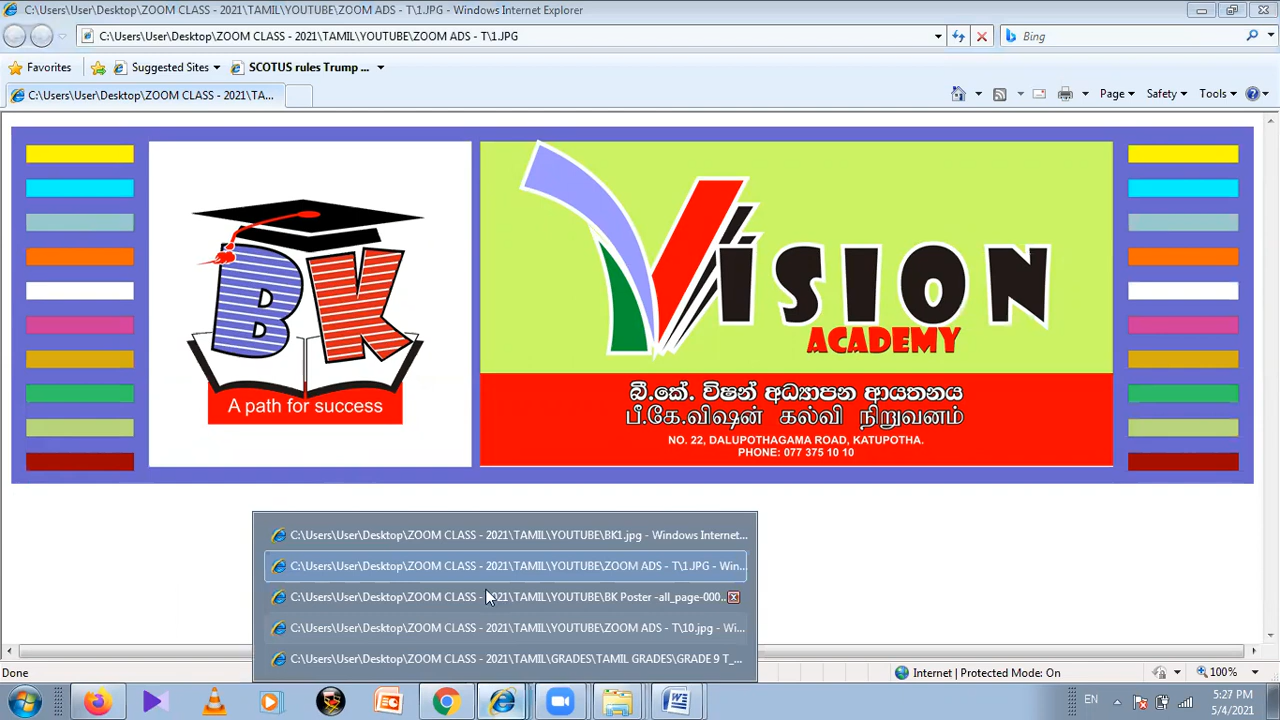 C:\Users\User\Desktop\ZOOM CLASS - 2021\TAMIL\YOUTUBE\ZOOM ADS - T\1.JPG - Windows Internet Explorer
C:\Users\User\Desktop\ZOOM CLASS - 2021\TAMIL\YOUTUBE\ZOOM ADS - T\1.JPG
Bing
Favorites
Suggested Sites
SCOTUS rules Trump ...
C:\Users\User\Desktop\ZOOM CLASS - 2021\TA...
Page
Safety
Tools
BK
A path for success
VISION
ACADEMY
බී.කේ. විෂන් අධ්‍යාපන ආයතනය
பீ.கே.விஷன் கல்வி நிறுவனம்
NO. 22, DALUPOTHAGAMA ROAD, KATUPOTHA.
PHONE: 077 375 10 10
C:\Users\User\Desktop\ZOOM CLASS - 2021\TAMIL\YOUTUBE\BK1.jpg - Windows Internet...
C:\Users\User\Desktop\ZOOM CLASS - 2021\TAMIL\YOUTUBE\ZOOM ADS - T\1.JPG - Win...
C:\Users\User\Desktop\ZOOM CLASS - 2021\TAMIL\YOUTUBE\BK Poster -all_page-000...
C:\Users\User\Desktop\ZOOM CLASS - 2021\TAMIL\YOUTUBE\ZOOM ADS - T\10.jpg - Wi...
C:\Users\User\Desktop\ZOOM CLASS - 2021\TAMIL\GRADES\TAMIL GRADES\GRADE 9 T_...
Done
Internet | Protected Mode: On
100%
EN
5:27 PM
5/4/2021